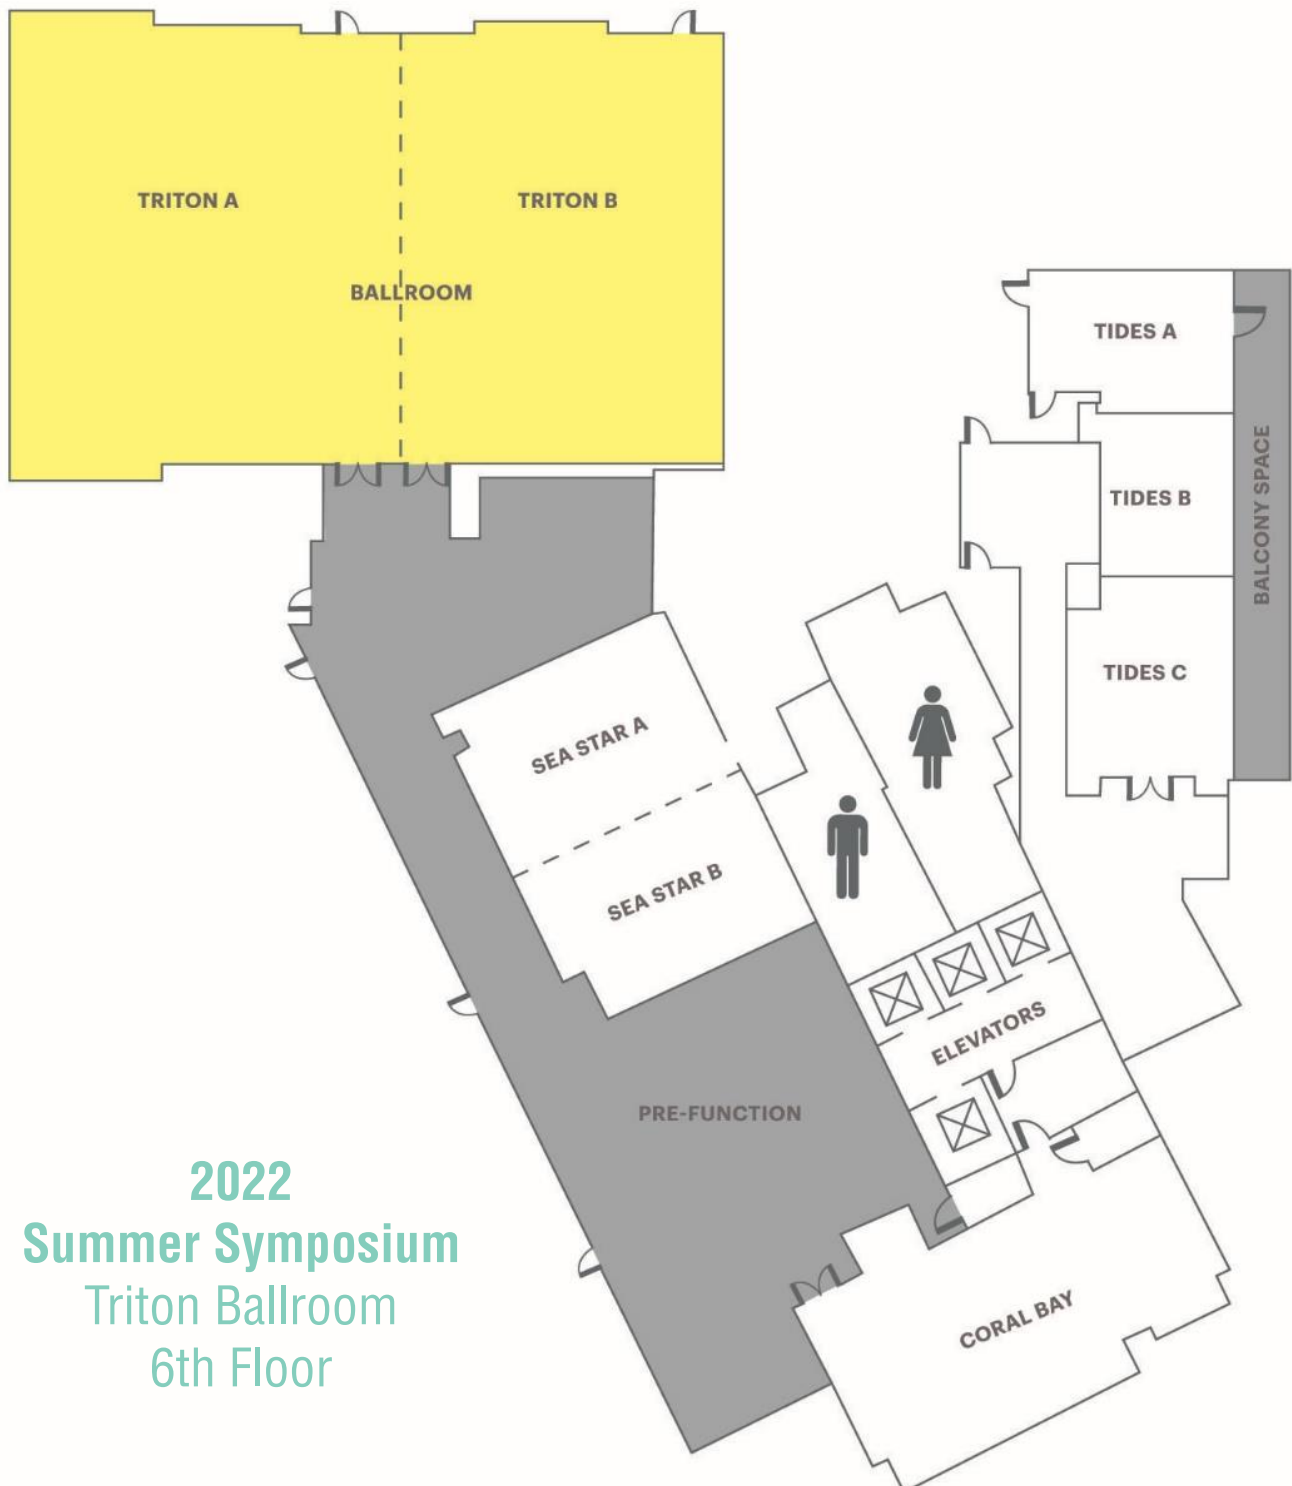 TRITON A
TRITON B
BALLROOM
TIDES A
TIDES B
BALCONY SPACE
TIDES C
SEA STAR A
SEA STAR B
ELEVATORS
PRE-FUNCTION
CORAL BAY
2022
Summer Symposium
Triton Ballroom
6th Floor